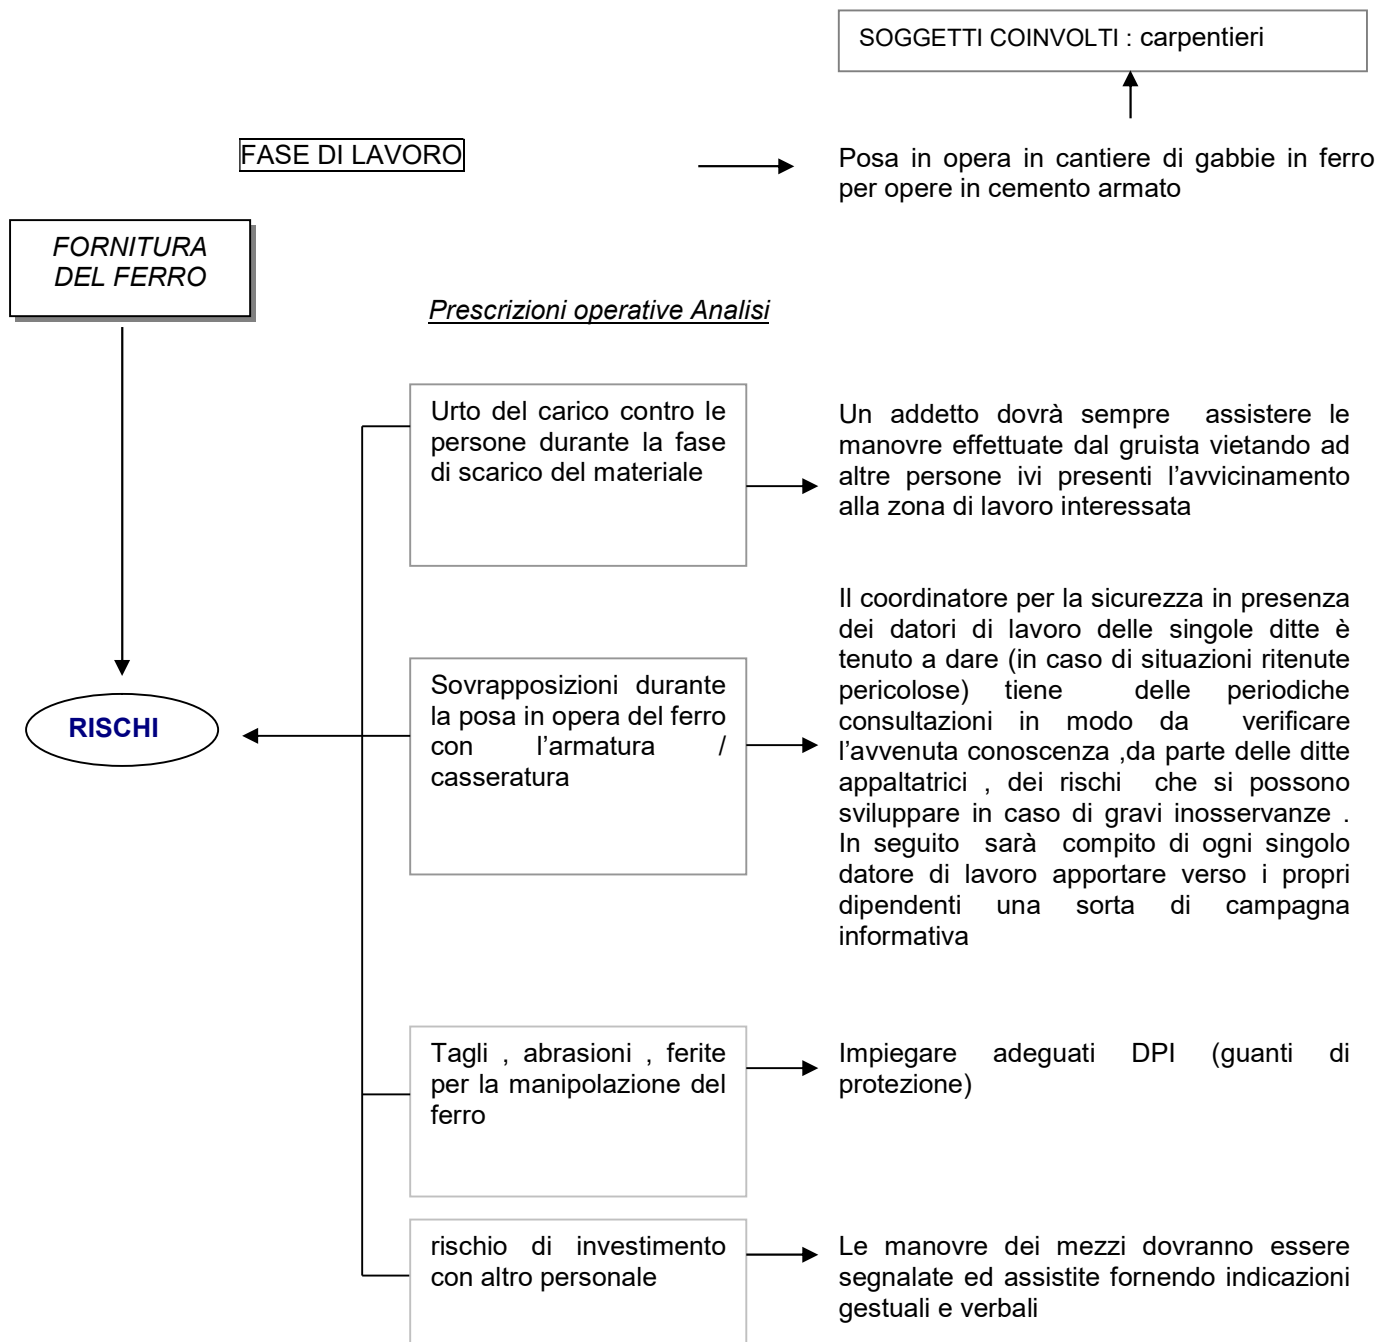 SOGGETTI COINVOLTI : carpentieri
FASE DI LAVORO
Posa in opera in cantiere di gabbie in ferro
per opere in cemento armato
FORNITURA
DEL FERRO
Prescrizioni operative Analisi
Urto del carico contro le
persone durante la fase
di scarico del materiale
Un addetto dovrà sempre assistere le
manovre effettuate dal gruista vietando ad
altre persone ivi presenti l’avvicinamento
alla zona di lavoro interessata
RISCHI
Sovrapposizioni durante
la posa in opera del ferro
con l’armatura /
casseratura
Il coordinatore per la sicurezza in presenza
dei datori di lavoro delle singole ditte è
tenuto a dare (in caso di situazioni ritenute
pericolose) tiene delle periodiche
consultazioni in modo da verificare
l’avvenuta conoscenza ,da parte delle ditte
appaltatrici , dei rischi che si possono
sviluppare in caso di gravi inosservanze .
In seguito sarà compito di ogni singolo
datore di lavoro apportare verso i propri
dipendenti una sorta di campagna
informativa
Tagli , abrasioni , ferite
per la manipolazione del
ferro
Impiegare adeguati DPI (guanti di
protezione)
rischio di investimento
con altro personale
Le manovre dei mezzi dovranno essere
segnalate ed assistite fornendo indicazioni
gestuali e verbali